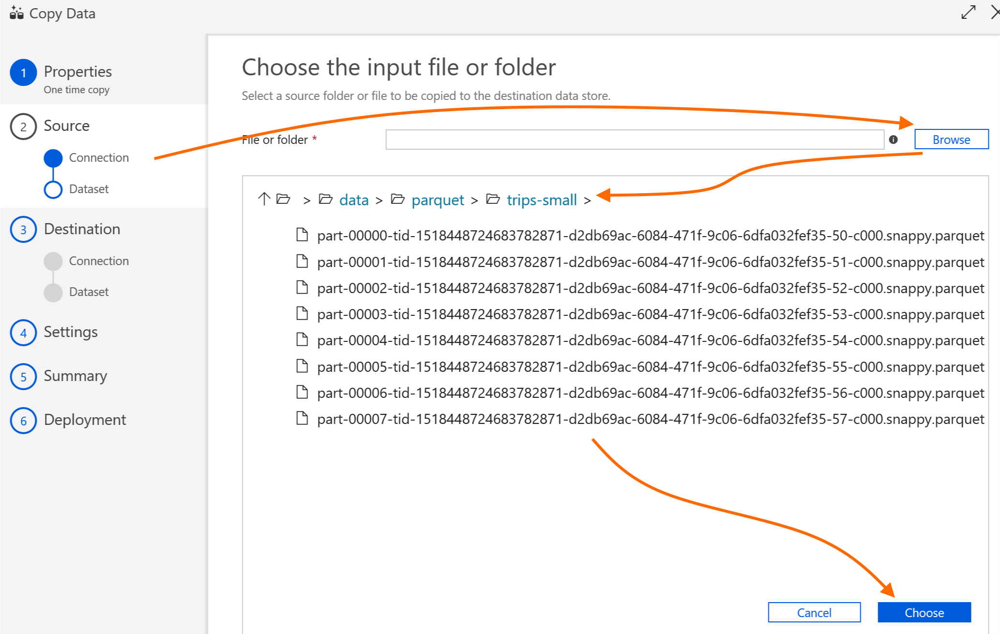 Copy Data
1 Properties
One time copy
2 Source
Connection
Dataset
3 Destination
Connection
Dataset
4 Settings
5 Summary
6 Deployment
Choose the input file or folder
Select a source folder or file to be copied to the destination data store.
File or folder * Browse
> data > parquet > trips-small >
part-00000-tid-1518448724683782871-d2db69ac-6084-471f-9c06-6dfa032fef35-50-c000.snappy.parquet
part-00001-tid-1518448724683782871-d2db69ac-6084-471f-9c06-6dfa032fef35-51-c000.snappy.parquet
part-00002-tid-1518448724683782871-d2db69ac-6084-471f-9c06-6dfa032fef35-52-c000.snappy.parquet
part-00003-tid-1518448724683782871-d2db69ac-6084-471f-9c06-6dfa032fef35-53-c000.snappy.parquet
part-00004-tid-1518448724683782871-d2db69ac-6084-471f-9c06-6dfa032fef35-54-c000.snappy.parquet
part-00005-tid-1518448724683782871-d2db69ac-6084-471f-9c06-6dfa032fef35-55-c000.snappy.parquet
part-00006-tid-1518448724683782871-d2db69ac-6084-471f-9c06-6dfa032fef35-56-c000.snappy.parquet
part-00007-tid-1518448724683782871-d2db69ac-6084-471f-9c06-6dfa032fef35-57-c000.snappy.parquet
Cancel Choose